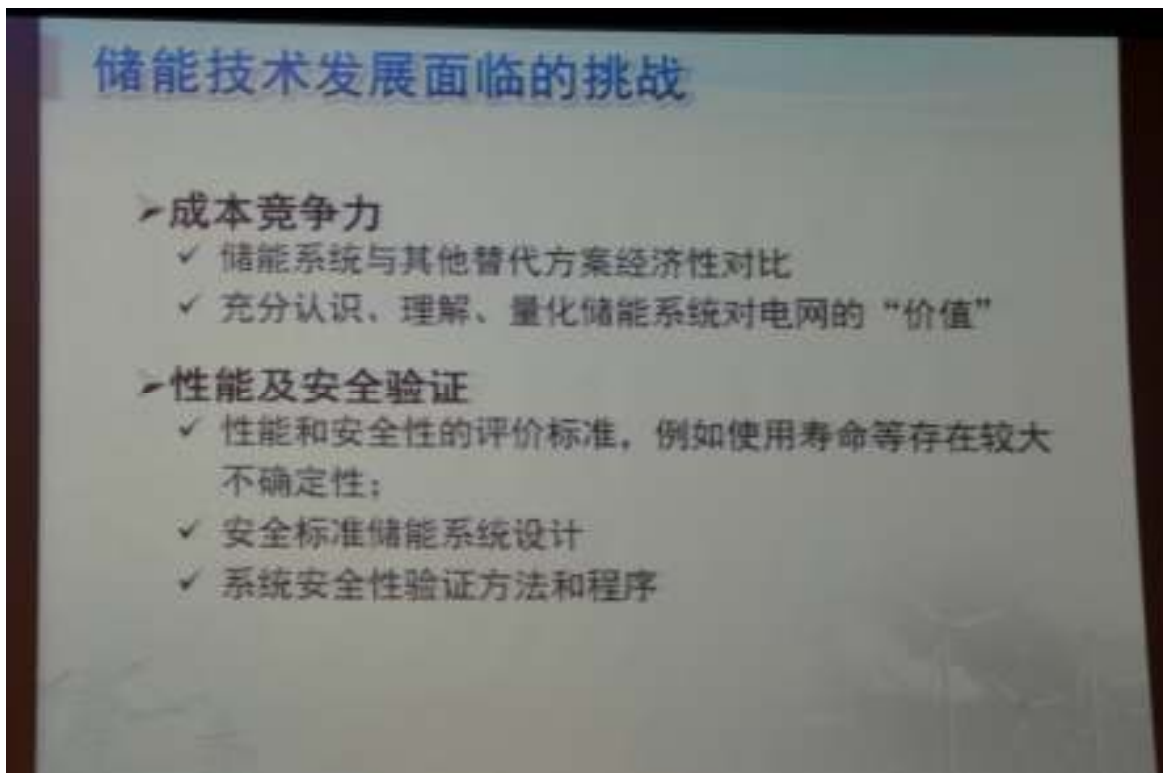 储能技术发展面临的挑战
➢成本竞争力
✓ 储能系统与其他替代方案经济性对比
✓ 充分认识、理解、量化储能系统对电网的“价值”
➢性能及安全验证
✓ 性能和安全性的评价标准，例如使用寿命等存在较大
不确定性；
✓ 安全标准储能系统设计
✓ 系统安全性验证方法和程序